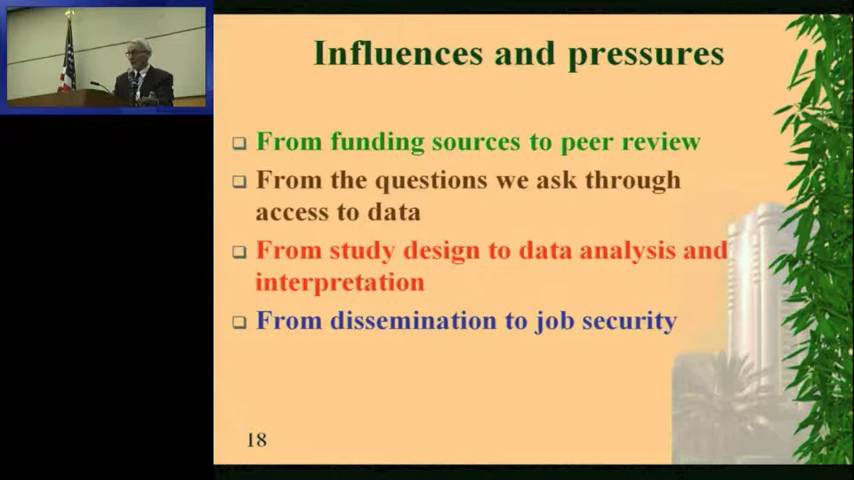 Influences and pressures
From funding sources to peer review
From the questions we ask through
access to data
From study design to data analysis and
interpretation
From dissemination to job security
18